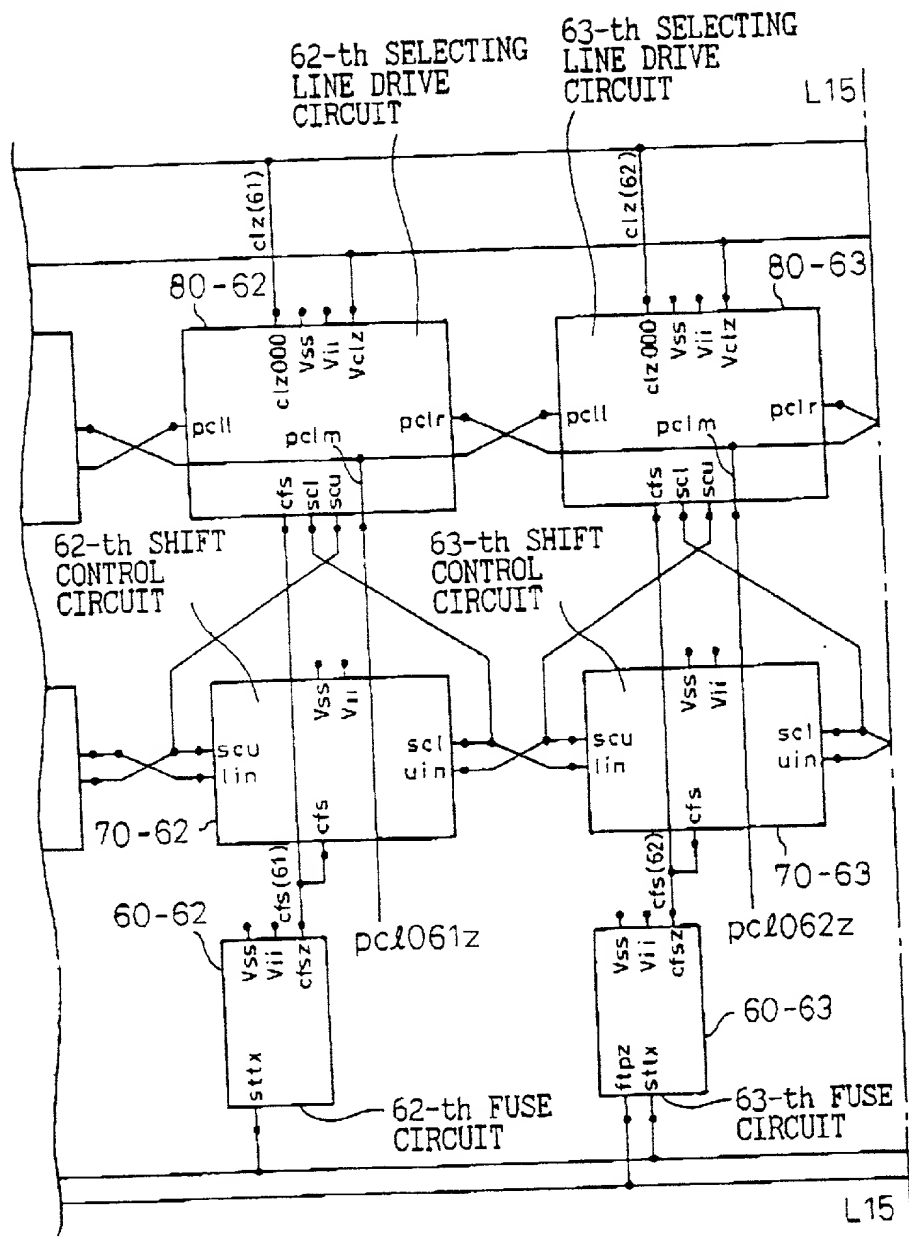 62-th SELECTING
LINE DRIVE
CIRCUIT
63-th SELECTING
LINE DRIVE
CIRCUIT
L15
clz(61)
clz(62)
80-62
80-63
clz000
Vss
Vii
Vclz
clz000
Vss
Vii
Vclz
pcll
pclm
pclr
pcll
pclm
pclr
cfs
scl
scu
cfs
scl
scu
62-th SHIFT
CONTROL
CIRCUIT
63-th SHIFT
CONTROL
CIRCUIT
Vss
Vii
Vss
Vii
scu
lin
scl
uin
scu
lin
scl
uin
cfs
cfs
70-62
70-63
cfs(61)
cfs(62)
60-62
pcl061z
pcl062z
Vss
Vii
cfsz
Vss
Vii
cfsz
60-63
sttx
ftpz
sttx
62-th FUSE
CIRCUIT
63-th FUSE
CIRCUIT
L15